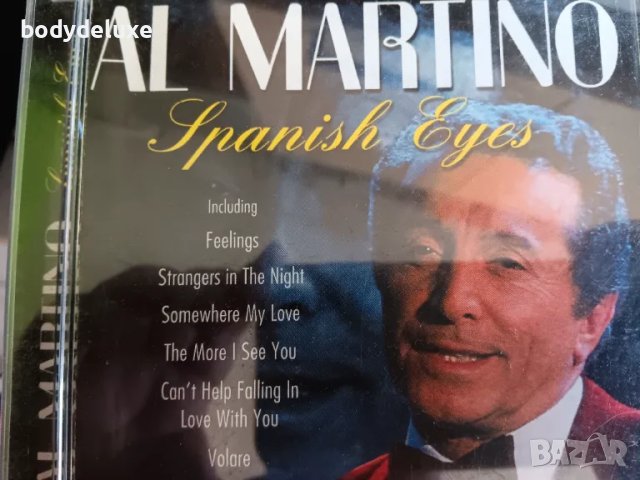 bodydeluxe
AL MARTINO
Spanish Eyes
Including
Feelings
Strangers in The Night
Somewhere My Love
The More I See You
Can't Help Falling In
Love With You
Volare
AL MARTINO
BAZAR